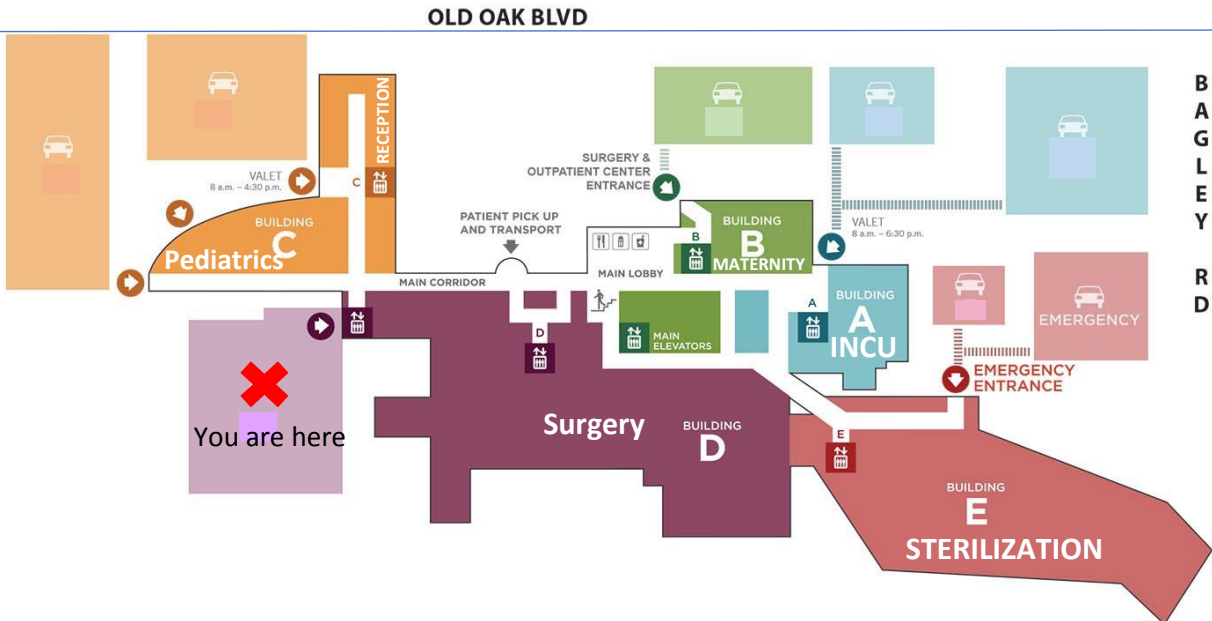 OLD OAK BLVD
BAGLEY RD
RECEPTION
VALET
8 a.m. – 4:30 p.m.
C
BUILDING
C
Pediatrics
SURGERY &
OUTPATIENT CENTER
ENTRANCE
PATIENT PICK UP
AND TRANSPORT
BUILDING
B
MATERNITY
B
VALET
8 a.m. – 6:30 p.m.
MAIN CORRIDOR
MAIN LOBBY
A
BUILDING
A
INCU
EMERGENCY
D
MAIN
ELEVATORS
EMERGENCY
ENTRANCE
You are here
Surgery
BUILDING
D
E
BUILDING
E
STERILIZATION